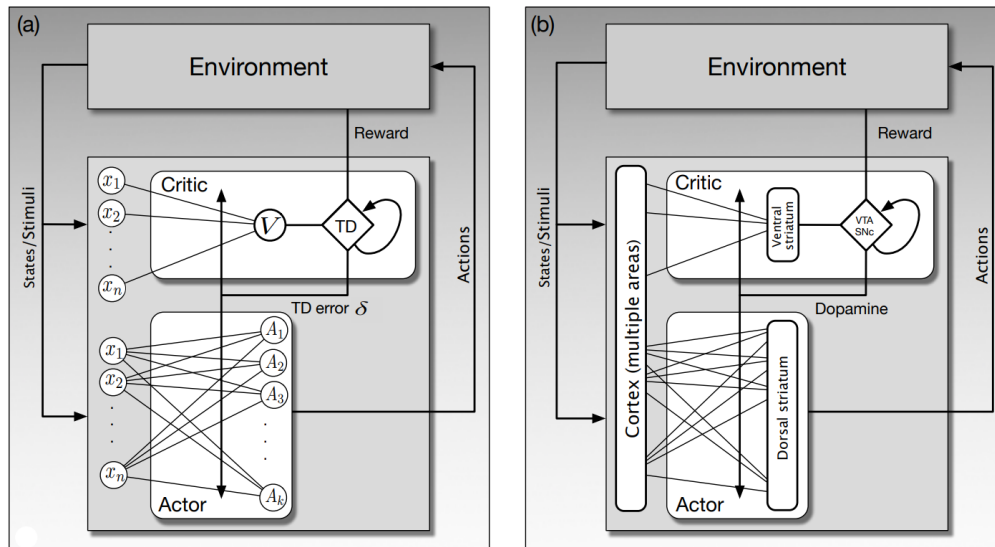 (a)
Environment
Reward
States/Stimuli
Actions
x₁
x₂
.
.
.
xₙ
Critic
V
TD
TD error δ
x₁
x₂
.
.
.
xₙ
A₁
A₂
A₃
.
.
.
Aₖ
Actor
(b)
Environment
Reward
States/Stimuli
Actions
Cortex (multiple areas)
Critic
Ventral
striatum
VTA
SNc
Dopamine
Dorsal striatum
Actor